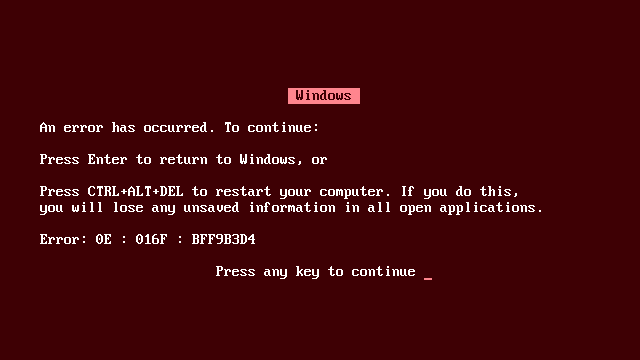 Windows
An error has occurred. To continue:
Press Enter to return to Windows, or
Press CTRL+ALT+DEL to restart your computer. If you do this,
you will lose any unsaved information in all open applications.
Error: 0E : 016F : BFF9B3D4
Press any key to continue _